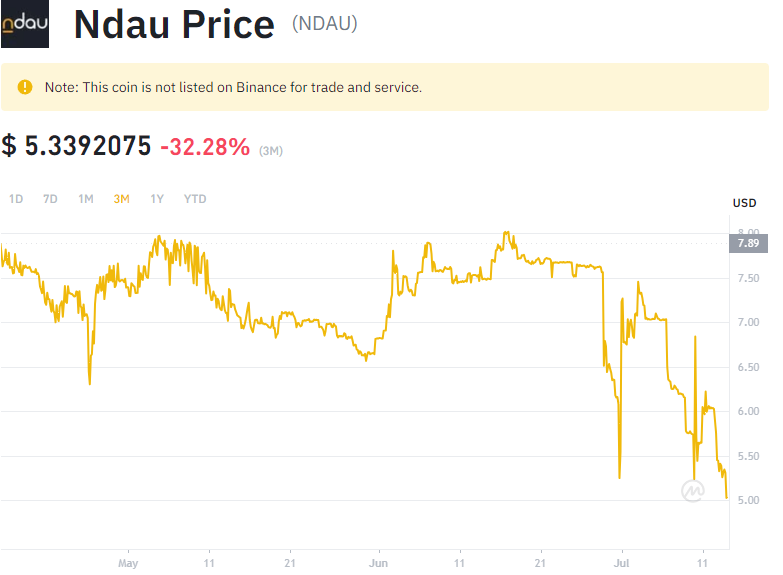 ndau
Ndau Price (NDAU)
Note: This coin is not listed on Binance for trade and service.
$ 5.3392075 -32.28% (3M)
1D 7D 1M 3M 1Y YTD
USD
8.00
7.89
7.50
7.00
6.50
6.00
5.50
5.00
May 11 21 Jun 11 21 Jul 11